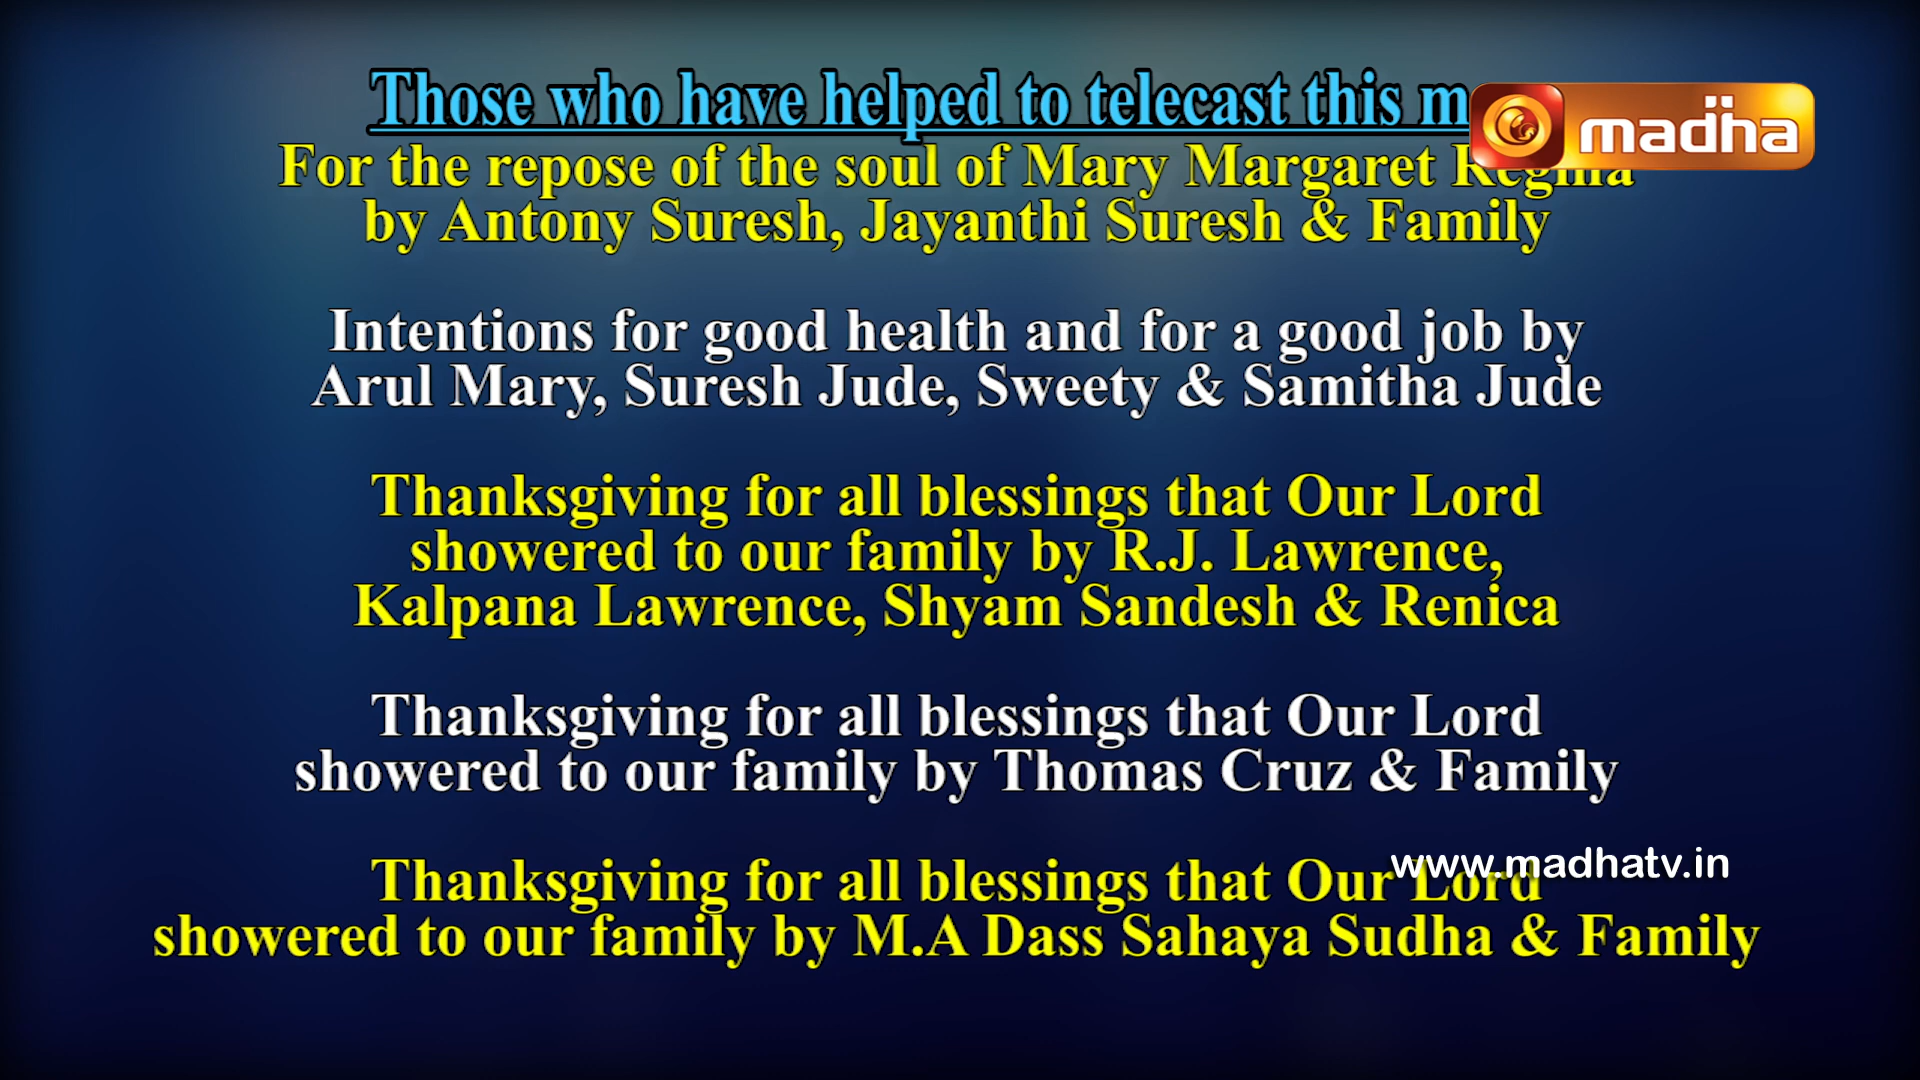 Those who have helped to telecast this
madha
For the repose of the soul of Mary Margaret Regina
by Antony Suresh, Jayanthi Suresh & Family
Intentions for good health and for a good job by
Arul Mary, Suresh Jude, Sweety & Samitha Jude
Thanksgiving for all blessings that Our Lord
showered to our family by R.J. Lawrence,
Kalpana Lawrence, Shyam Sandesh & Renica
Thanksgiving for all blessings that Our Lord
showered to our family by Thomas Cruz & Family
www.madhatv.in
Thanksgiving for all blessings that Our Lord
showered to our family by M.A Dass Sahaya Sudha & Family